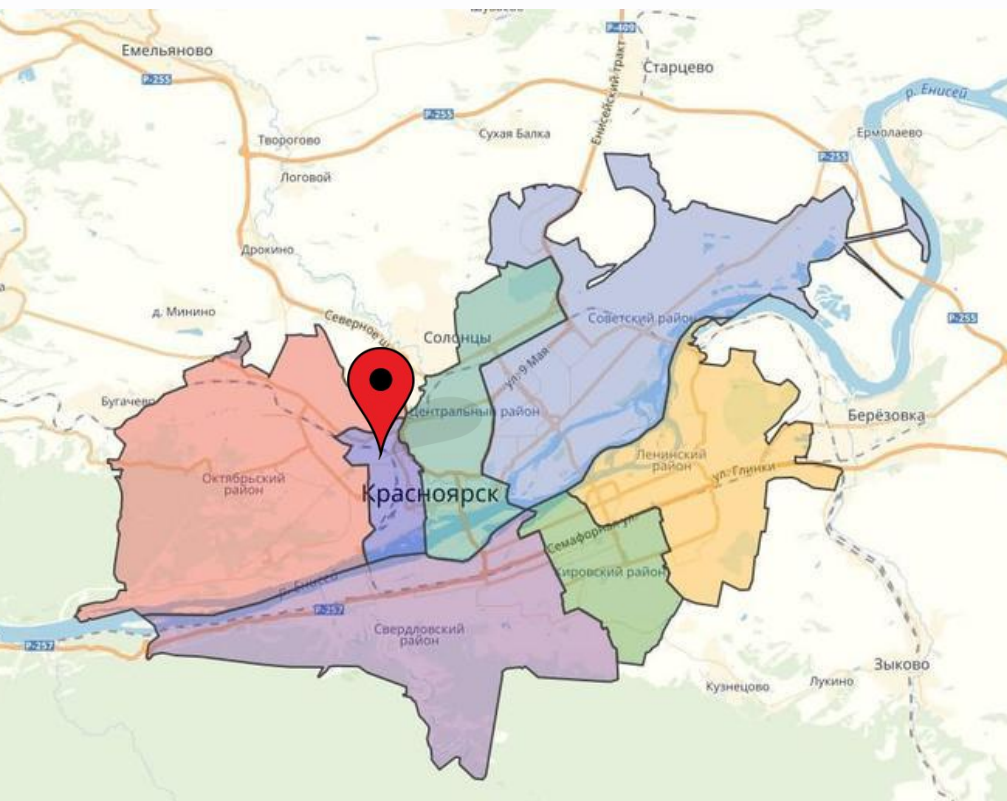 Емельяново
Р-255
Р-409
Старцево
Енисейский тракт
р. Енисей
Р-255
Сухая Балка
Творогово
Логовой
Ермолаево
Р-255
Дрокино
д. Минино
Северное ш
Солонцы
Советский район
Р-255
ул. 9 Мая
Бугачево
Центральный район
Берёзовка
Ленинский
район
ул. Глинки
Октябрьский
район
Красноярск
Семафорная ул
Кировский район
р. Енисей
Р-257
Свердловский
район
Р-257
Зыково
Кузнецово
Лукино